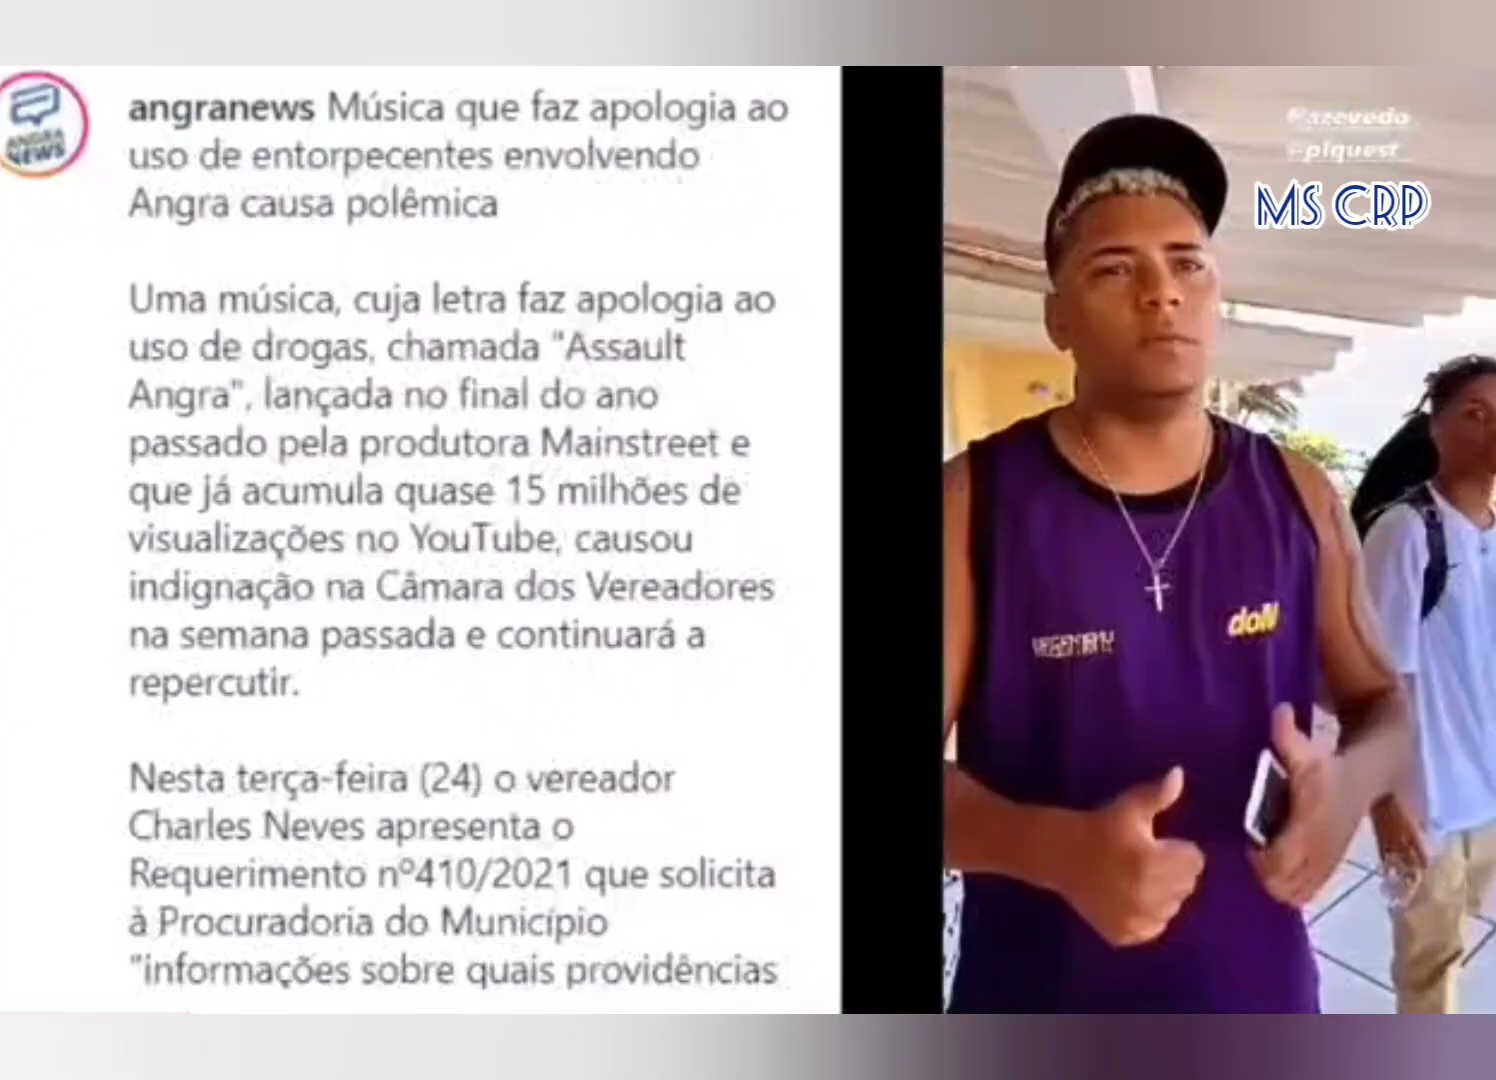 angranews Música que faz apologia ao
uso de entorpecentes envolvendo
Angra causa polêmica
Uma música, cuja letra faz apologia ao
uso de drogas, chamada "Assault
Angra", lançada no final do ano
passado pela produtora Mainstreet e
que já acumula quase 15 milhões de
visualizações no YouTube, causou
indignação na Câmara dos Vereadores
na semana passada e continuará a
repercutir.
Nesta terça-feira (24) o vereador
Charles Neves apresenta o
Requerimento nº410/2021 que solicita
à Procuradoria do Município
"informações sobre quais providências
ANGRA
NEWS
MS CRP